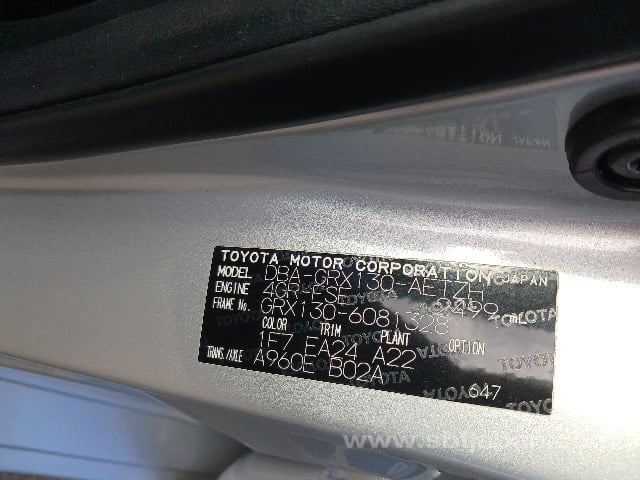 TOYOTA MOTOR CORPORATION JAPAN
MODEL DBA-GRX130-AETZH
ENGINE 4GR-FSE 2499 mL
FRAME No. GRX130-6081328
COLOR TRIM PLANT OPTION
1F7 EA24 A22
TRANS./AXLE A960E B02A
647